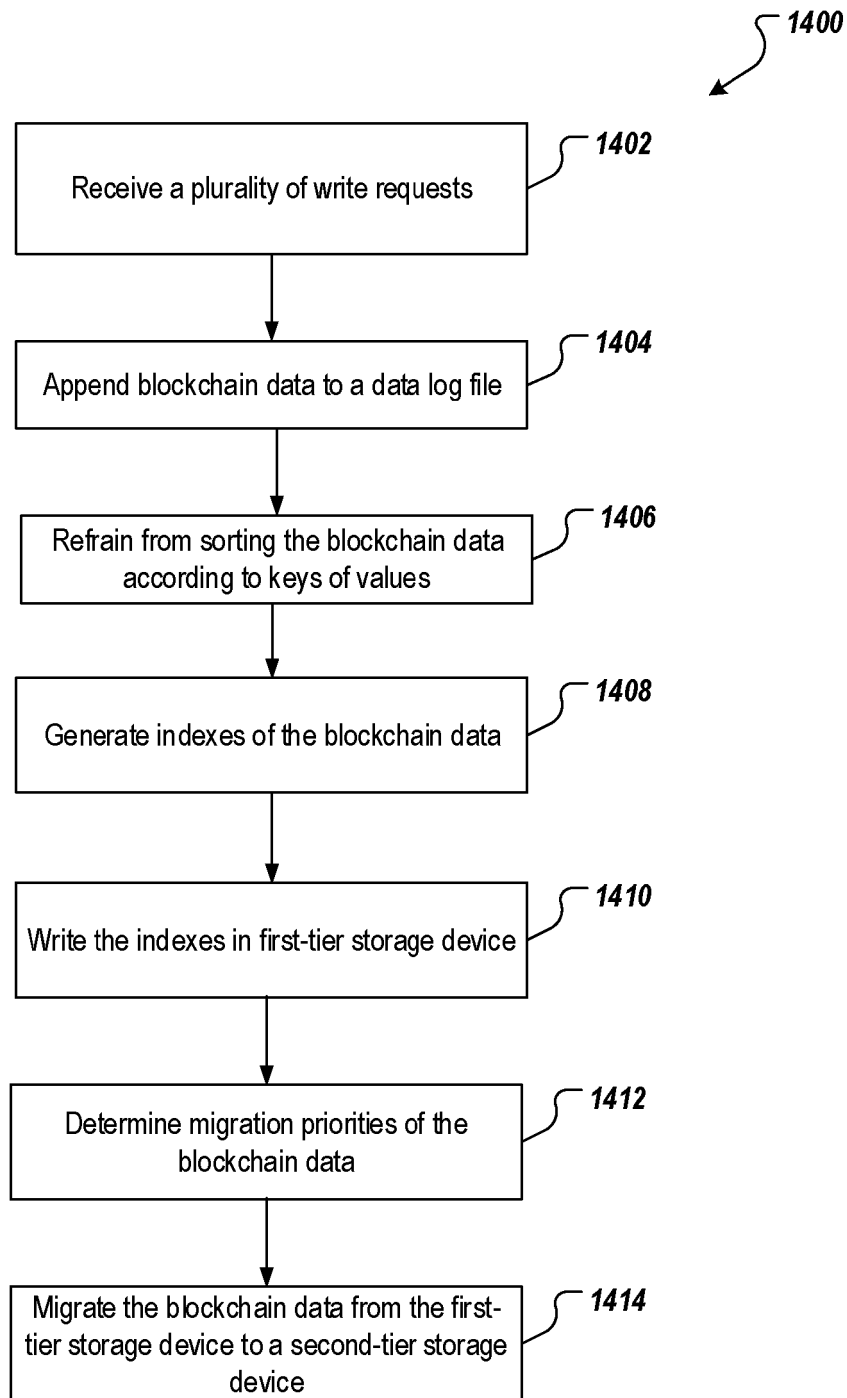 1400
1402
Receive a plurality of write requests
1404
Append blockchain data to a data log file
1406
Refrain from sorting the blockchain data
according to keys of values
1408
Generate indexes of the blockchain data
1410
Write the indexes in first-tier storage device
1412
Determine migration priorities of the
blockchain data
1414
Migrate the blockchain data from the first-
tier storage device to a second-tier storage
device